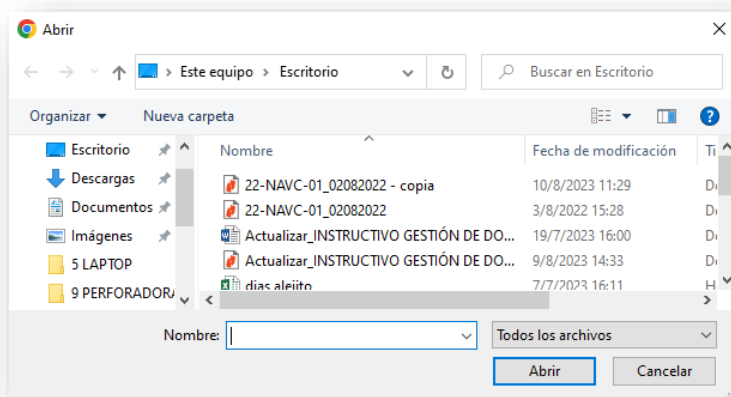 Abrir
Este equipo > Escritorio
Buscar en Escritorio
Organizar
Nueva carpeta
Escritorio
Descargas
Documentos
Imágenes
5 LAPTOP
9 PERFORADORA
Nombre
Fecha de modificación
Ti
22-NAVC-01_02082022 - copia
10/8/2023 11:29
D
22-NAVC-01_02082022
3/8/2022 15:28
D
Actualizar_INSTRUCTIVO GESTIÓN DE DO...
19/7/2023 16:00
D
Actualizar_INSTRUCTIVO GESTIÓN DE DO...
9/8/2023 14:33
D
dias alejito
7/7/2023 16:11
H
Nombre:
Todos los archivos
Abrir
Cancelar